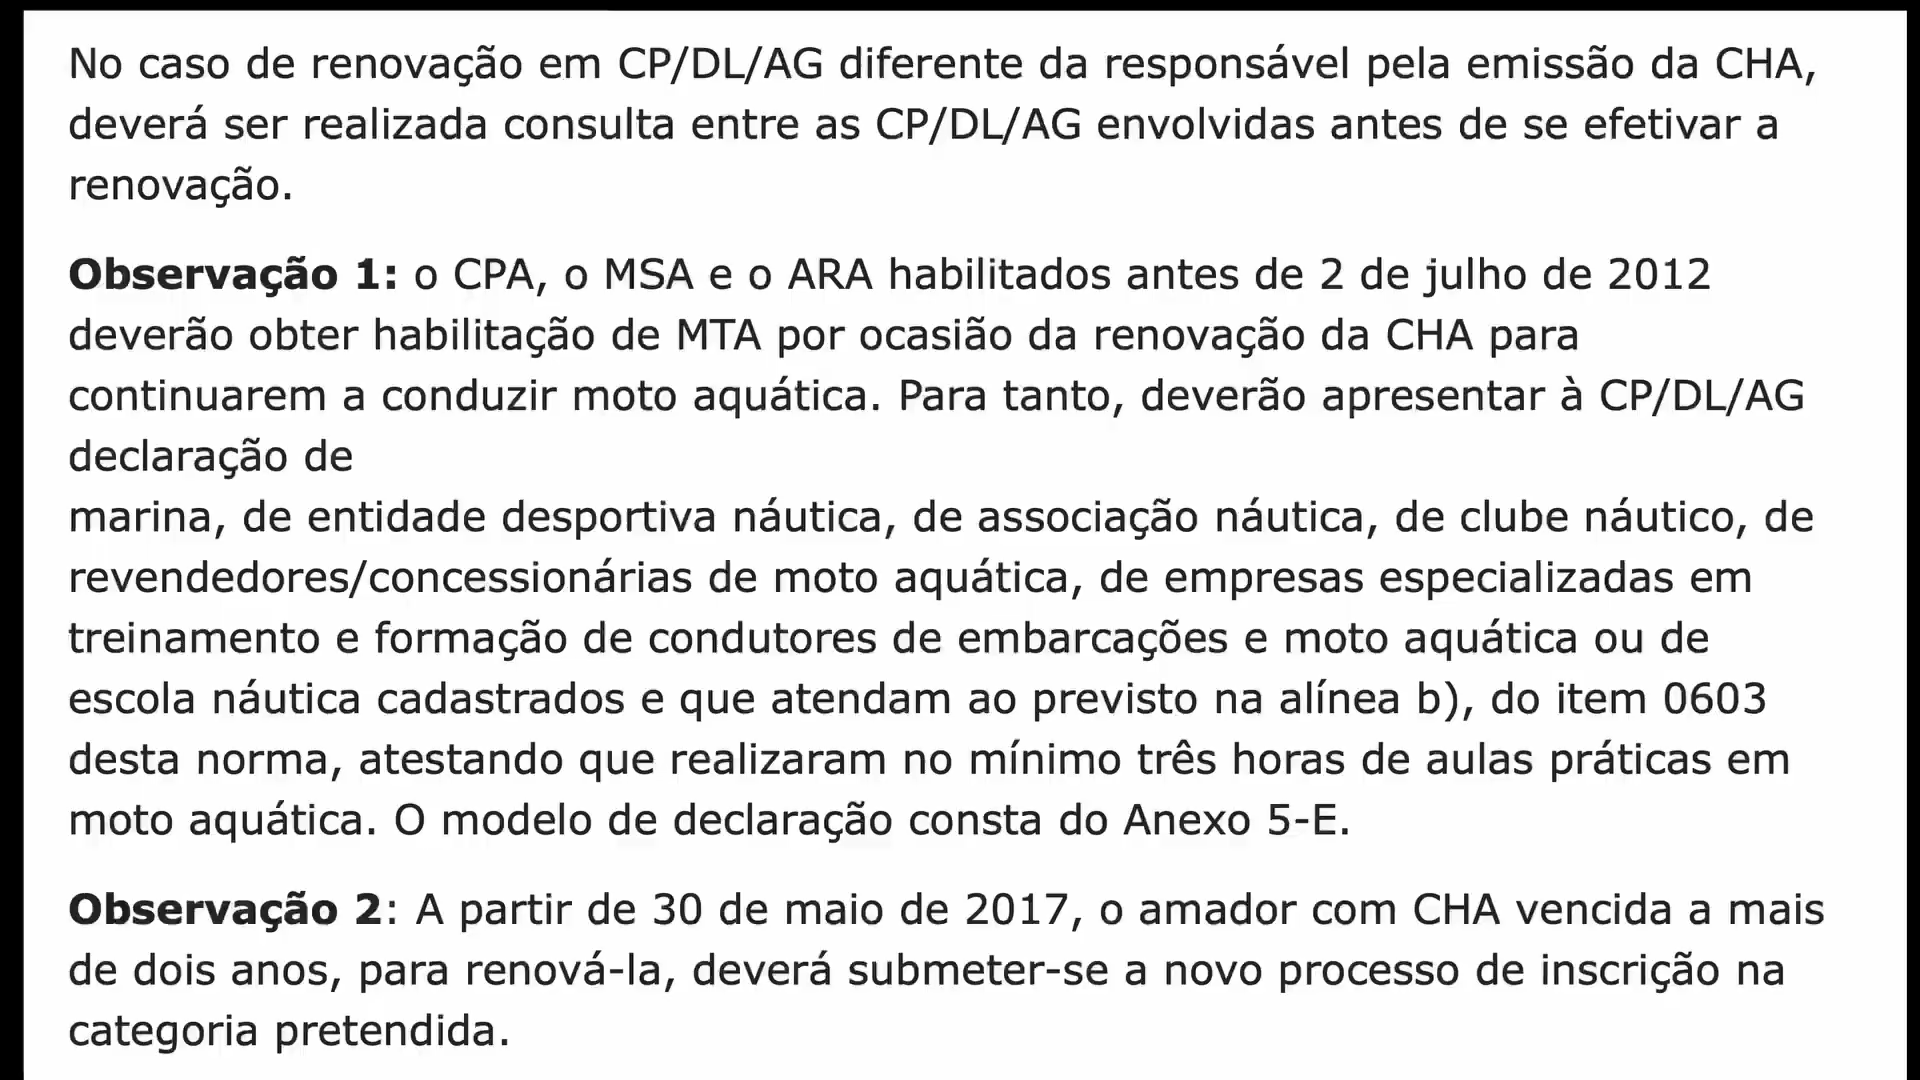 No caso de renovação em CP/DL/AG diferente da responsável pela emissão da CHA,
deverá ser realizada consulta entre as CP/DL/AG envolvidas antes de se efetivar a
renovação.
Observação 1: o CPA, o MSA e o ARA habilitados antes de 2 de julho de 2012
deverão obter habilitação de MTA por ocasião da renovação da CHA para
continuarem a conduzir moto aquática. Para tanto, deverão apresentar à CP/DL/AG
declaração de
marina, de entidade desportiva náutica, de associação náutica, de clube náutico, de
revendedores/concessionárias de moto aquática, de empresas especializadas em
treinamento e formação de condutores de embarcações e moto aquática ou de
escola náutica cadastrados e que atendam ao previsto na alínea b), do item 0603
desta norma, atestando que realizaram no mínimo três horas de aulas práticas em
moto aquática. O modelo de declaração consta do Anexo 5-E.
Observação 2: A partir de 30 de maio de 2017, o amador com CHA vencida a mais
de dois anos, para renová-la, deverá submeter-se a novo processo de inscrição na
categoria pretendida.